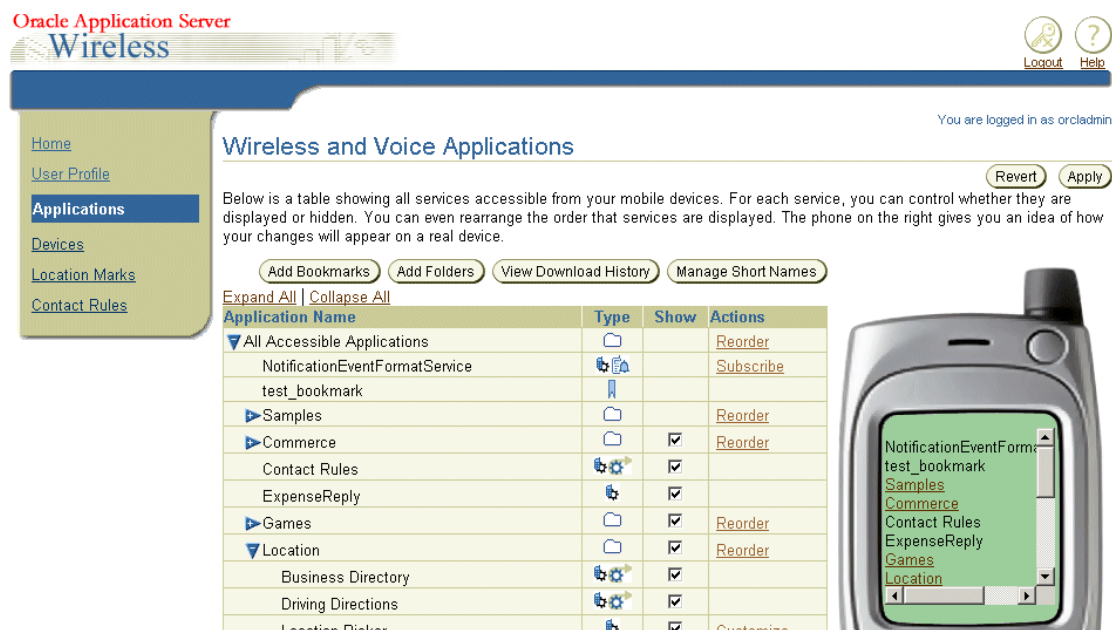 Oracle Application Server
Wireless
Logout Help
You are logged in as orcladmin
Home
User Profile
Applications
Devices
Location Marks
Contact Rules
Wireless and Voice Applications
Revert Apply
Below is a table showing all services accessible from your mobile devices. For each service, you can control whether they are
displayed or hidden. You can even rearrange the order that services are displayed. The phone on the right gives you an idea of how
your changes will appear on a real device.
Add Bookmarks Add Folders View Download History Manage Short Names
Expand All | Collapse All
Application Name Type Show Actions
All Accessible Applications Reorder
NotificationEventFormatService Subscribe
test_bookmark
Samples Reorder
Commerce Reorder
Contact Rules
ExpenseReply
Games Reorder
Location Reorder
Business Directory
Driving Directions
Location Picker Customize
NotificationEventForma
test_bookmark
Samples
Commerce
Contact Rules
ExpenseReply
Games
Location